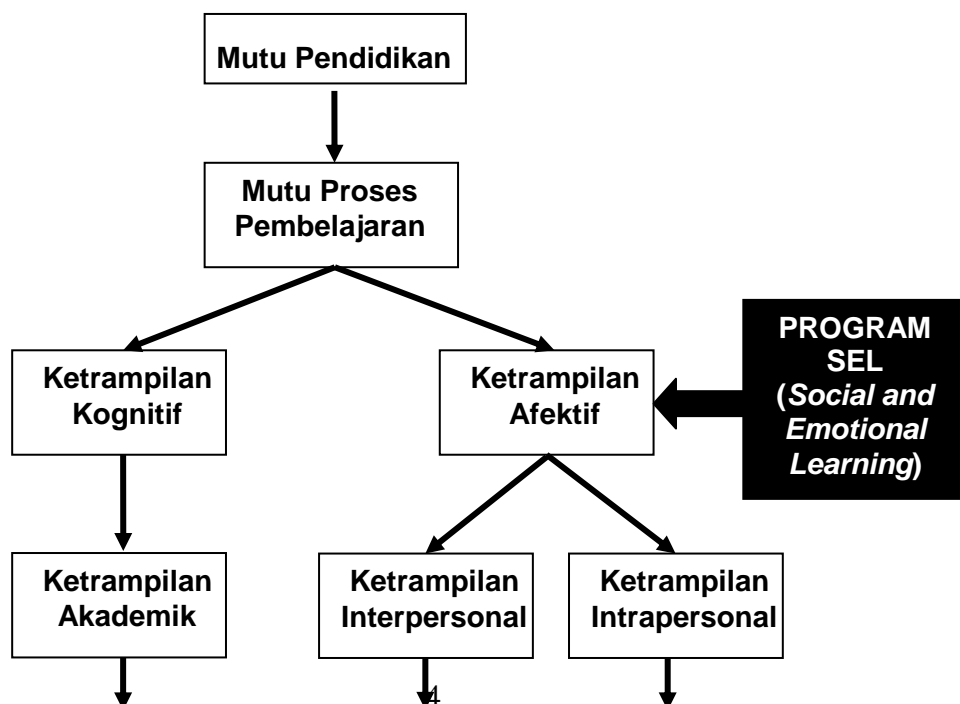 Mutu Pendidikan
Mutu Proses
Pembelajaran
PROGRAM
SEL
(Social and
Emotional
Learning)
Ketrampilan
Kognitif
Ketrampilan
Afektif
Ketrampilan
Akademik
Ketrampilan
Interpersonal
Ketrampilan
Intrapersonal
4